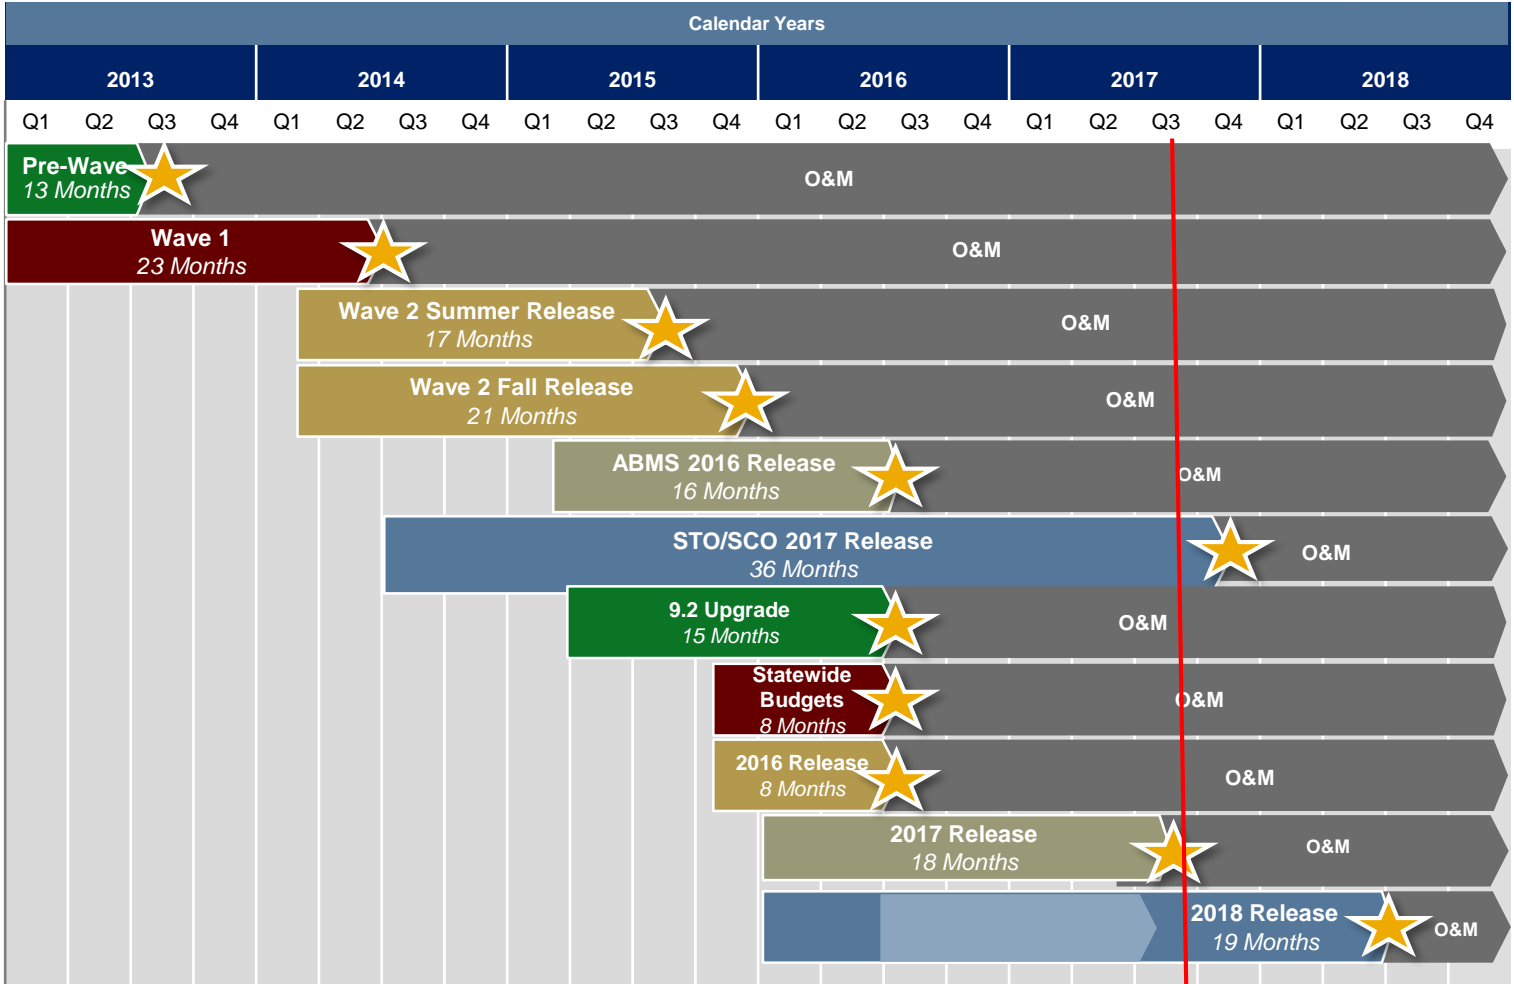 Calendar Years
2013 2014 2015 2016 2017 2018
Q1 Q2 Q3 Q4 Q1 Q2 Q3 Q4 Q1 Q2 Q3 Q4 Q1 Q2 Q3 Q4 Q1 Q2 Q3 Q4 Q1 Q2 Q3 Q4
Pre-Wave
13 Months
O&M
Wave 1
23 Months
O&M
Wave 2 Summer Release
17 Months
O&M
Wave 2 Fall Release
21 Months
O&M
ABMS 2016 Release
16 Months
O&M
STO/SCO 2017 Release
36 Months
O&M
9.2 Upgrade
15 Months
O&M
Statewide
Budgets
8 Months
O&M
2016 Release
8 Months
O&M
2017 Release
18 Months
O&M
2018 Release
19 Months
O&M